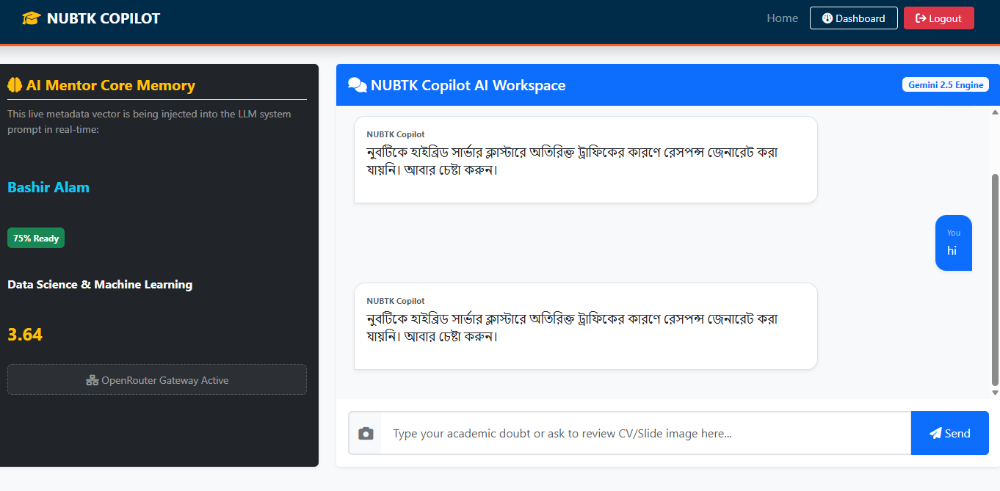 NUBTK COPILOT
Home
Dashboard
Logout
AI Mentor Core Memory
This live metadata vector is being injected into the LLM system
prompt in real-time:
Bashir Alam
75% Ready
Data Science & Machine Learning
3.64
OpenRouter Gateway Active
NUBTK Copilot AI Workspace
Gemini 2.5 Engine
NUBTK Copilot
নুবটিকে হাইব্রিড সার্ভার ক্লাস্টারে অতিরিক্ত ট্রাফিকের কারণে রেসপন্স জেনারেট করা
যায়নি। আবার চেষ্টা করুন।
You
hi
NUBTK Copilot
নুবটিকে হাইব্রিড সার্ভার ক্লাস্টারে অতিরিক্ত ট্রাফিকের কারণে রেসপন্স জেনারেট করা
যায়নি। আবার চেষ্টা করুন।
Type your academic doubt or ask to review CV/Slide image here...
Send